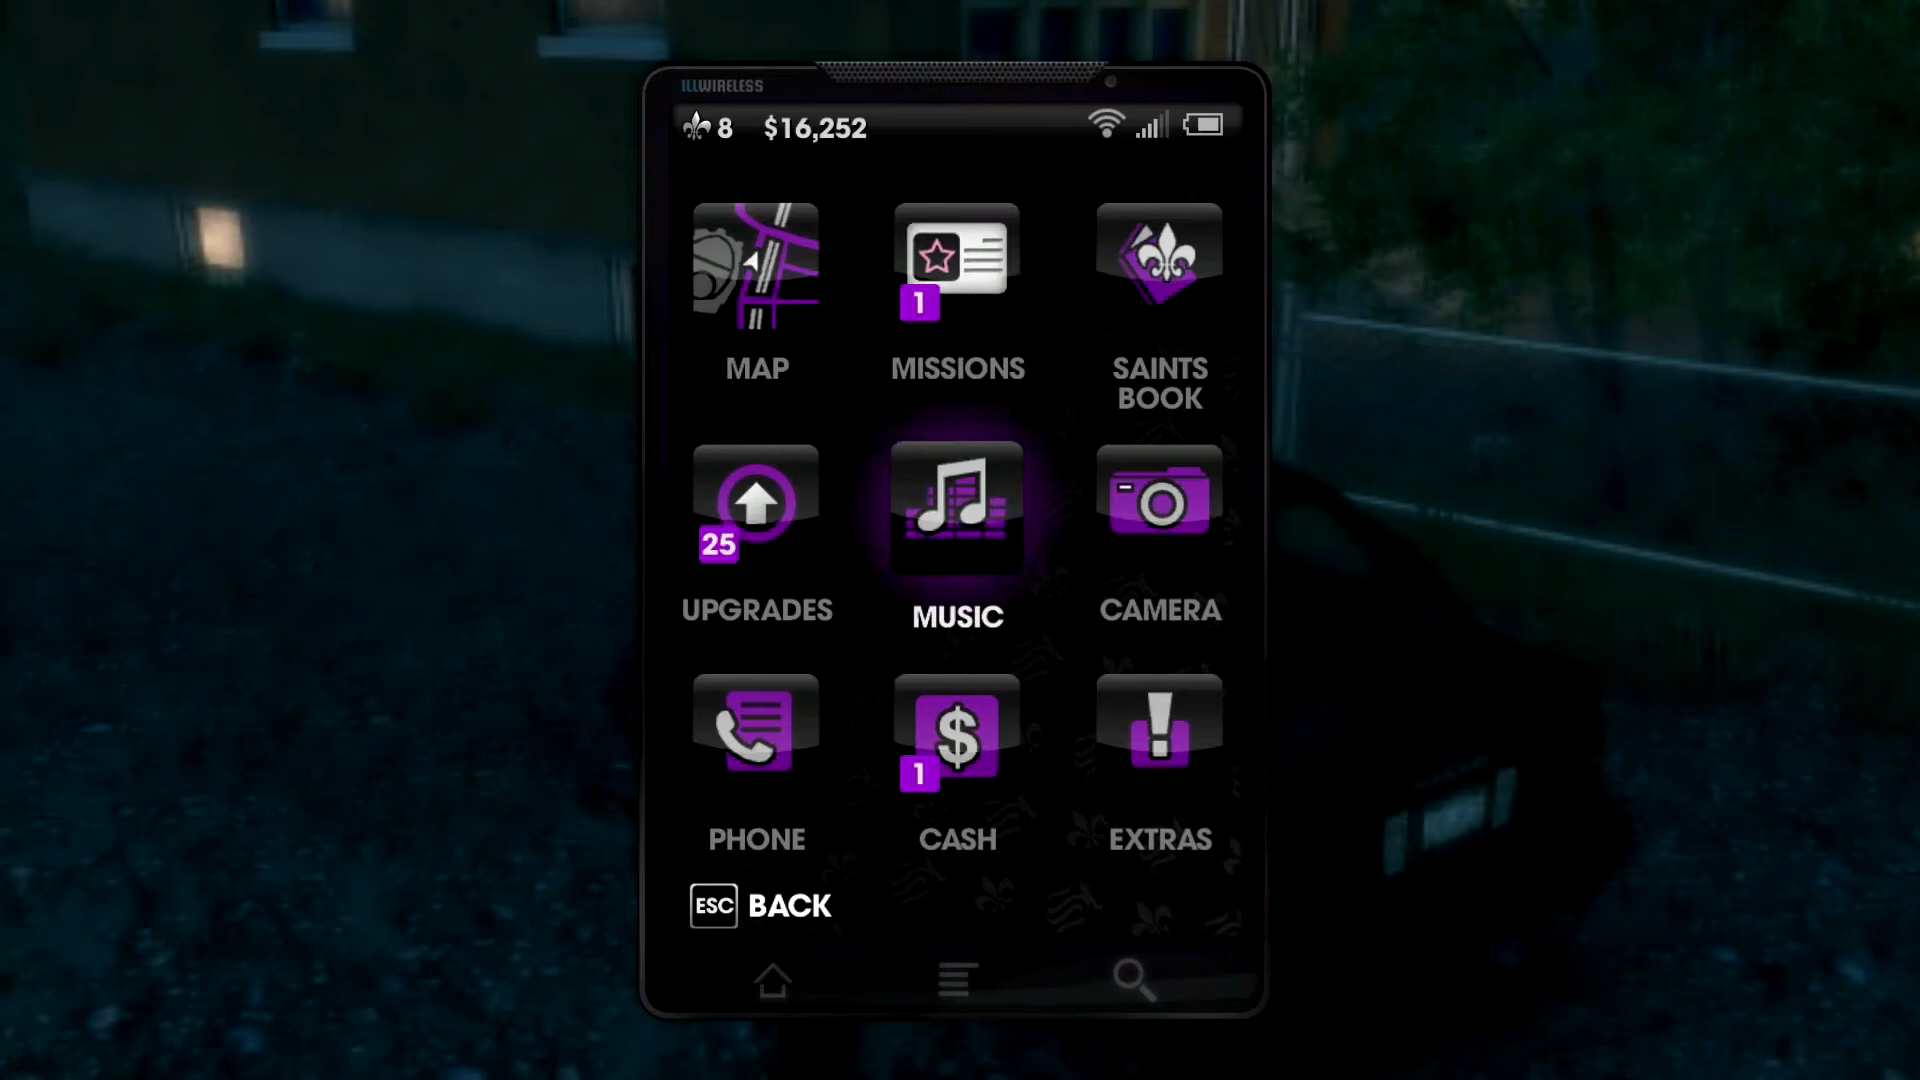 ILLWIRELESS
8 $16,252
MAP
1
MISSIONS
SAINTS
BOOK
25
UPGRADES
MUSIC
CAMERA
PHONE
$
1
CASH
!
EXTRAS
ESC BACK